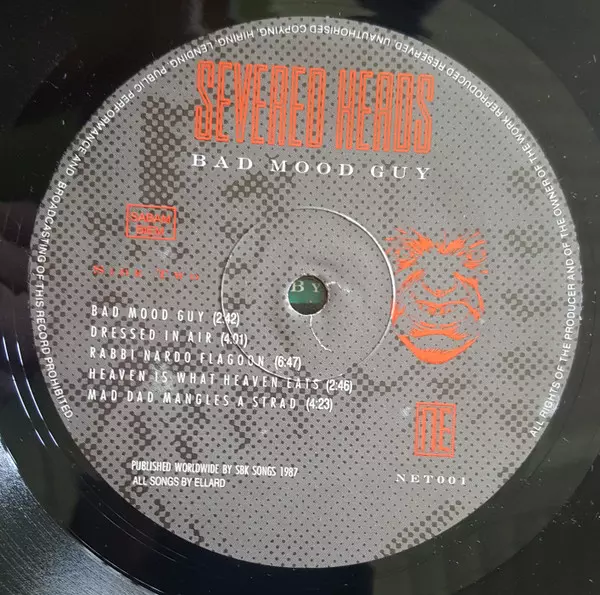 ALL RIGHTS OF THE PRODUCER AND OF THE OWNER OF THE WORK REPRODUCED RESERVED. UNAUTHORISED COPYING, HIRING, LENDING, PUBLIC PERFORMANCE AND BROADCASTING OF THIS RECORD PROHIBITED
SEVERED HEADS
BAD MOOD GUY
SABAM
BIEM
SIDE TWO
BY
BAD MOOD GUY (2:42)
DRESSED IN AIR (4:01)
RABBI NARDO FLAGOON (6:47)
HEAVEN IS WHAT HEAVEN EATS (2:46)
MAD DAD MANGLES A STRAD (4:23)
PUBLISHED WORLDWIDE BY SBK SONGS 1987
ALL SONGS BY ELLARD
NET001